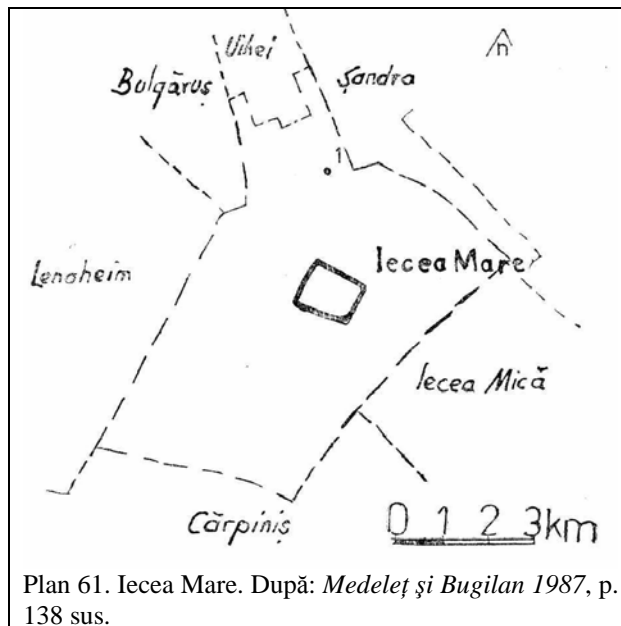 Uihei
n
Bulgăruş
Şandra
1
Lenaheim
Iecea Mare
Iecea Mică
Cărpiniş
0 1 2 3km
Plan 61. Iecea Mare. După: Medeleţ şi Bugilan 1987, p.
138 sus.